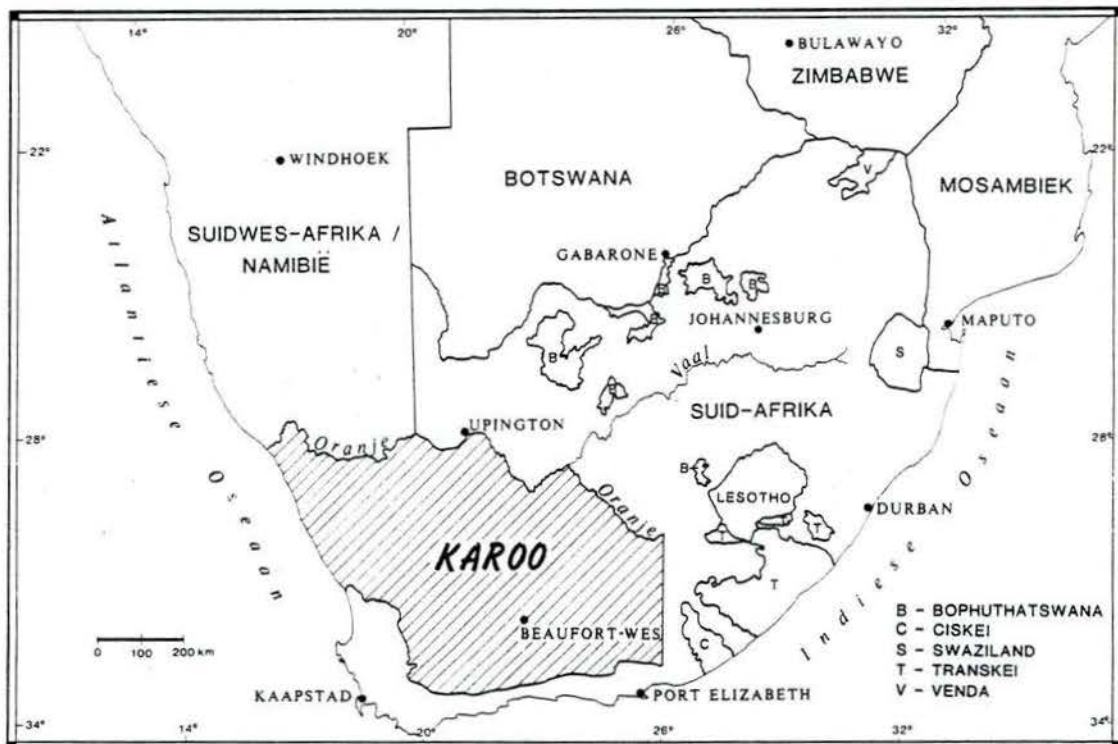 14° 20° 26° 32°
BULAWAYO
ZIMBABWE
22° 22°
WINDHOEK
V
BOTSWANA
MOSAMBIEK
SUIDWES-AFRIKA /
NAMIBIË
Atlantiese Oseaan
GABARONE
B
B
B
B
JOHANNESBURG
MAPUTO
B
S
Vaal
B
SUID-AFRIKA
UPINGTON
28° 28°
Oranje
B
LESOTHO
Oranje
DURBAN
T
T
T
KAROO
T
Indiese Oseaan
BEAUFORT-WES
C
0 100 200 km
B - BOPHUTHATSWANA
C - CISKEI
S - SWAZILAND
T - TRANSKEI
V - VENDA
KAAPSTAD
PORT ELIZABETH
34° 34°
14° 20° 26° 32°